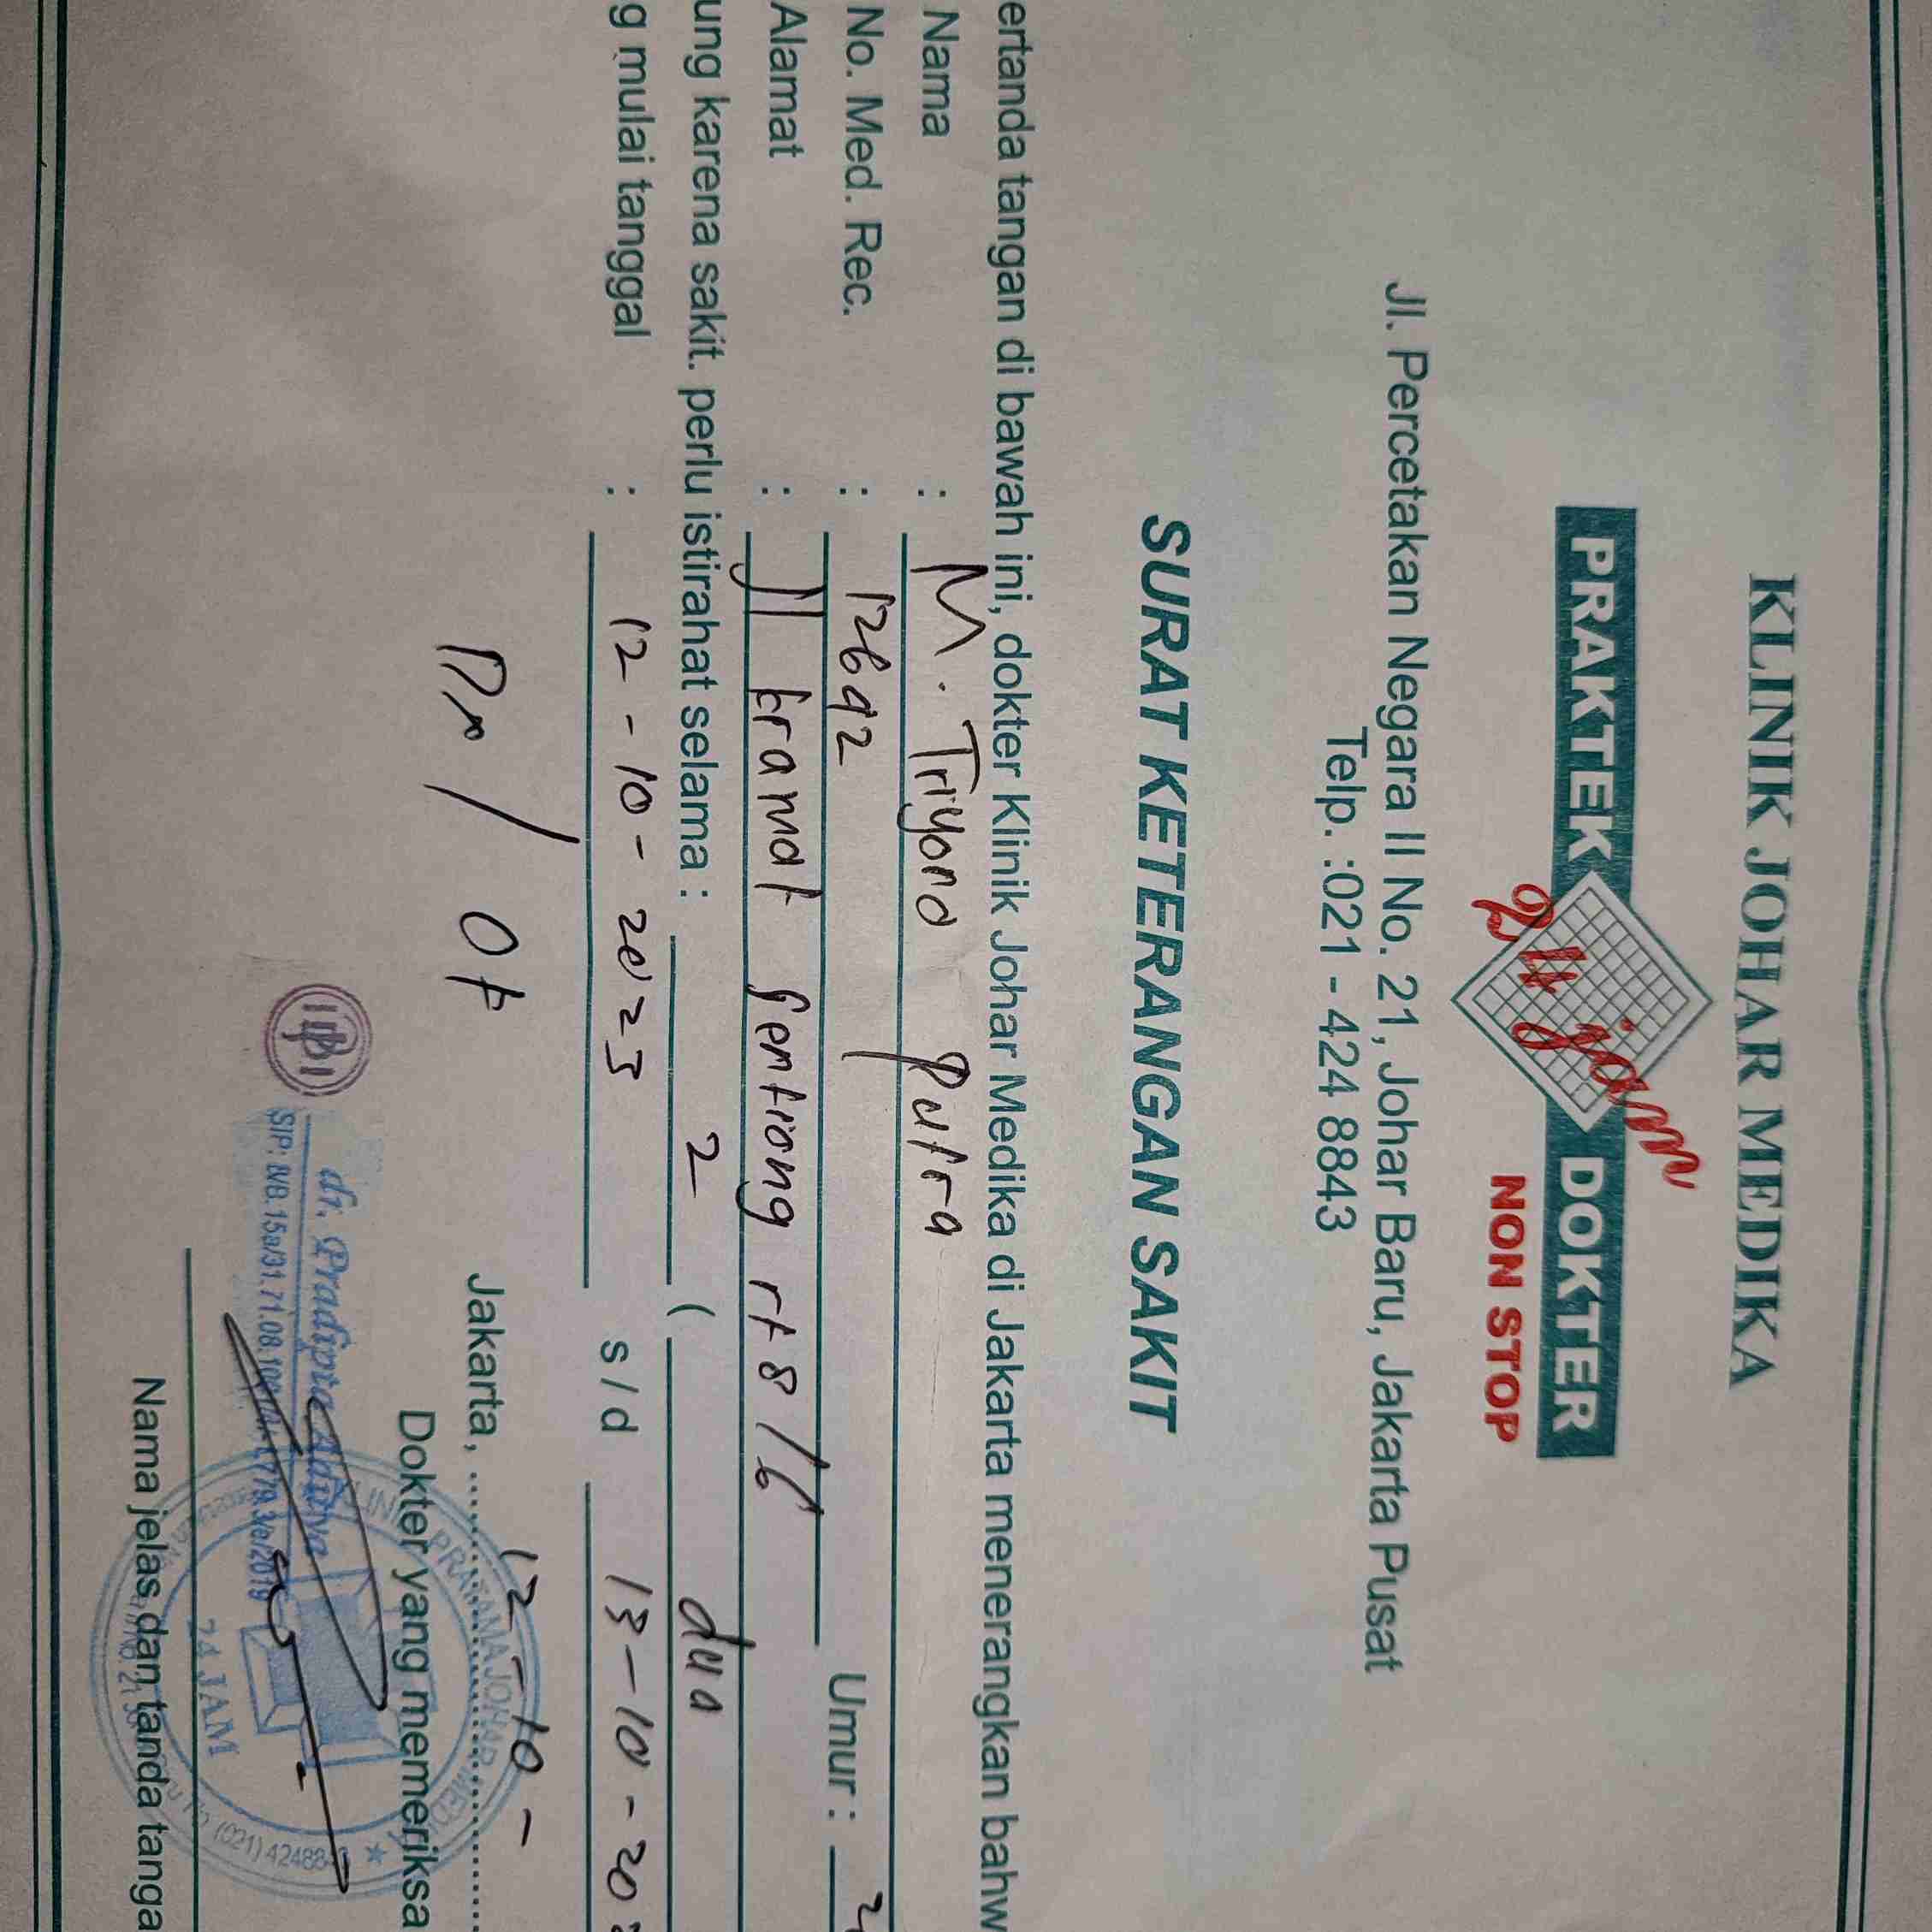 KLINIK JOHAR MEDIKA
PRAKTEK 24 jam DOKTER
NON STOP
Jl. Percetakan Negara II No. 21, Johar Baru, Jakarta Pusat
Telp. :021 - 424 8843
SURAT KETERANGAN SAKIT
ertanda tangan di bawah ini, dokter Klinik Johar Medika di Jakarta menerangkan bahw
Nama : M. Triyono Putra
No. Med. Rec. : 12692 Umur :
Alamat : Jl kramat sentiong rt 8/6
ung karena sakit. perlu istirahat selama : 2 ( dua
g mulai tanggal : 12-10-2023 s/d 13-10-20
Jakarta, 12-10-
Dokter yang memeriksa
dr. Pradipta
24 JAM
Nama jelas dan tanda tanga